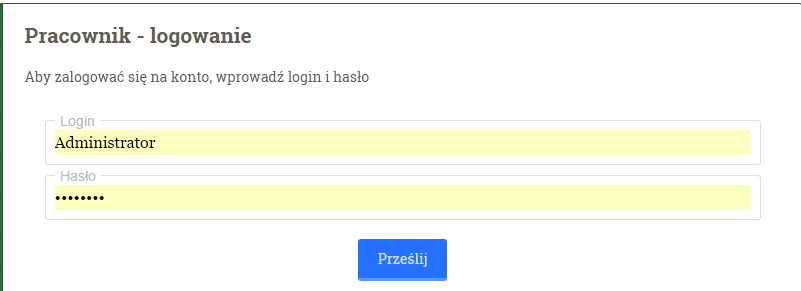 Pracownik - logowanie
Aby zalogować się na konto, wprowadź login i hasło
Login
Administrator
Hasło
••••••••
Prześlij